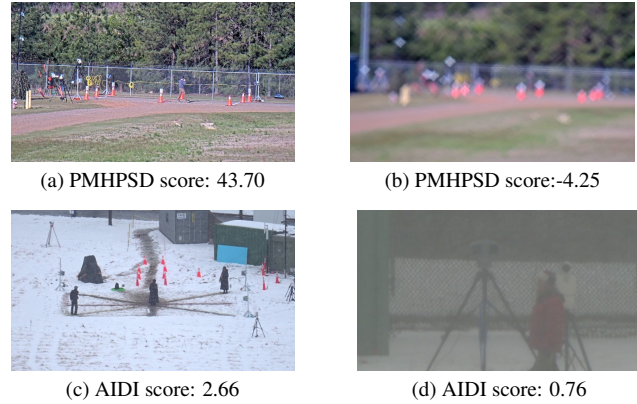 (a) PMHPSD score: 43.70
(b) PMHPSD score:-4.25
(c) AIDI score: 2.66
(d) AIDI score: 0.76